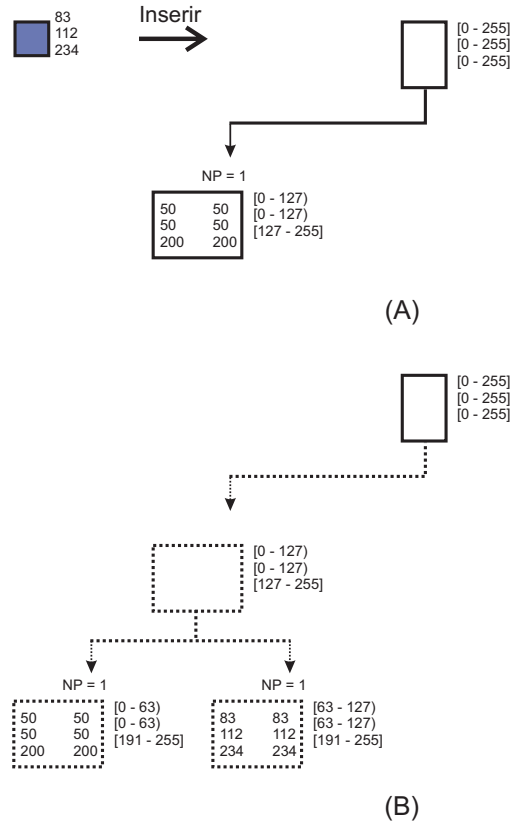 83
112
234
Inserir
[0 - 255]
[0 - 255]
[0 - 255]
NP = 1
50 50
50 50
200 200
[0 - 127)
[0 - 127)
[127 - 255]
(A)
[0 - 255]
[0 - 255]
[0 - 255]
[0 - 127)
[0 - 127)
[127 - 255]
NP = 1
50 50
50 50
200 200
[0 - 63)
[0 - 63)
[191 - 255]
NP = 1
83 83
112 112
234 234
[63 - 127)
[63 - 127)
[191 - 255]
(B)